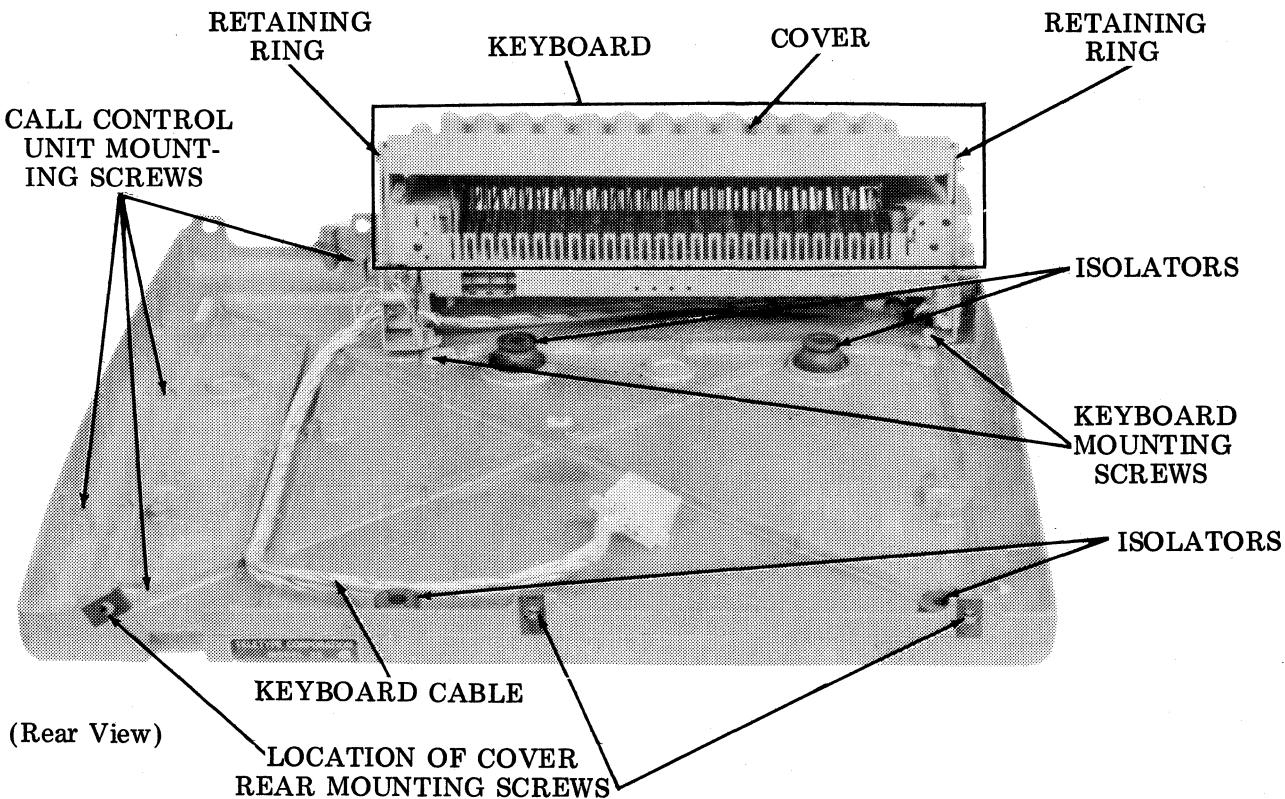 RETAINING
RING
KEYBOARD
COVER
RETAINING
RING
CALL CONTROL
UNIT MOUNT-
ING SCREWS
ISOLATORS
KEYBOARD
MOUNTING
SCREWS
ISOLATORS
KEYBOARD CABLE
(Rear View)
LOCATION OF COVER
REAR MOUNTING SCREWS